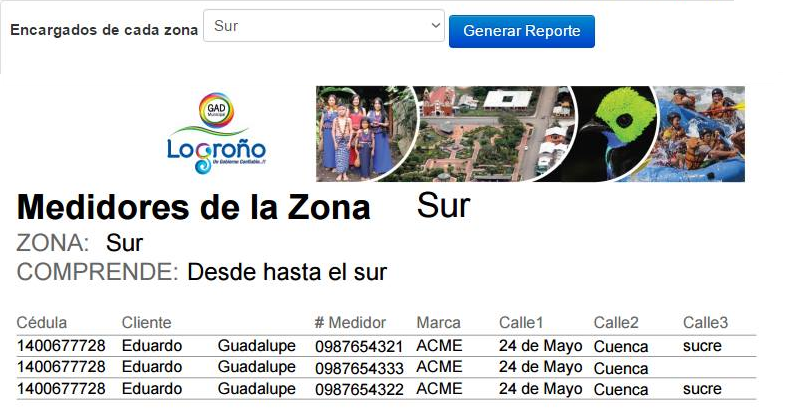 Encargados de cada zona Sur Generar Reporte
GAD
Municipal
Logroño
Un Gobierno Confiable..!!
Medidores de la Zona Sur
ZONA: Sur
COMPRENDE: Desde hasta el sur
Cédula Cliente # Medidor Marca Calle1 Calle2 Calle3
1400677728 Eduardo Guadalupe 0987654321 ACME 24 de Mayo Cuenca sucre
1400677728 Eduardo Guadalupe 0987654333 ACME 24 de Mayo Cuenca
1400677728 Eduardo Guadalupe 0987654322 ACME 24 de Mayo Cuenca sucre